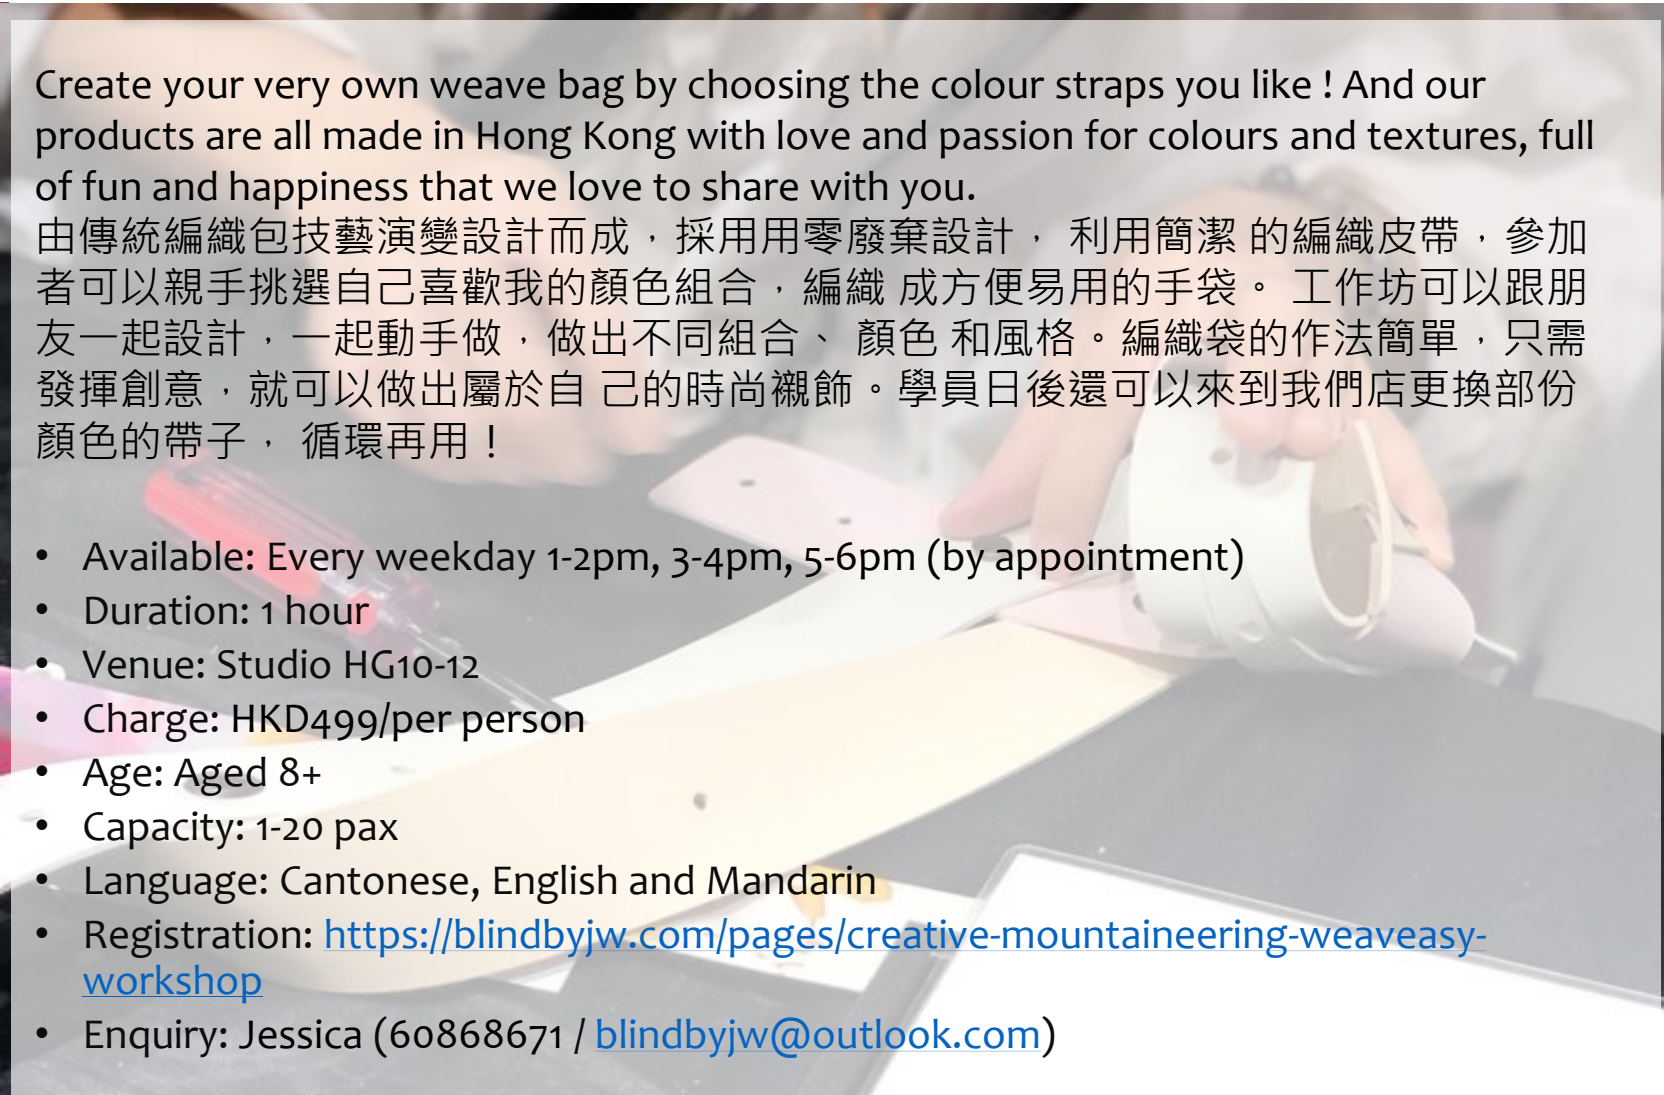 Create your very own weave bag by choosing the colour straps you like ! And our
products are all made in Hong Kong with love and passion for colours and textures, full
of fun and happiness that we love to share with you.
由傳統編織包技藝演變設計而成，採用用零廢棄設計， 利用簡潔 的編織皮帶，參加
者可以親手挑選自己喜歡我的顏色組合，編織 成方便易用的手袋。 工作坊可以跟朋
友一起設計，一起動手做，做出不同組合、 顏色 和風格。編織袋的作法簡單，只需
發揮創意，就可以做出屬於自 己的時尚襯飾。學員日後還可以來到我們店更換部份
顏色的帶子， 循環再用！
• Available: Every weekday 1-2pm, 3-4pm, 5-6pm (by appointment)
• Duration: 1 hour
• Venue: Studio HG10-12
• Charge: HKD499/per person
• Age: Aged 8+
• Capacity: 1-20 pax
• Language: Cantonese, English and Mandarin
• Registration: https://blindbyjw.com/pages/creative-mountaineering-weaveasy-
workshop
• Enquiry: Jessica (60868671 / blindbyjw@outlook.com)